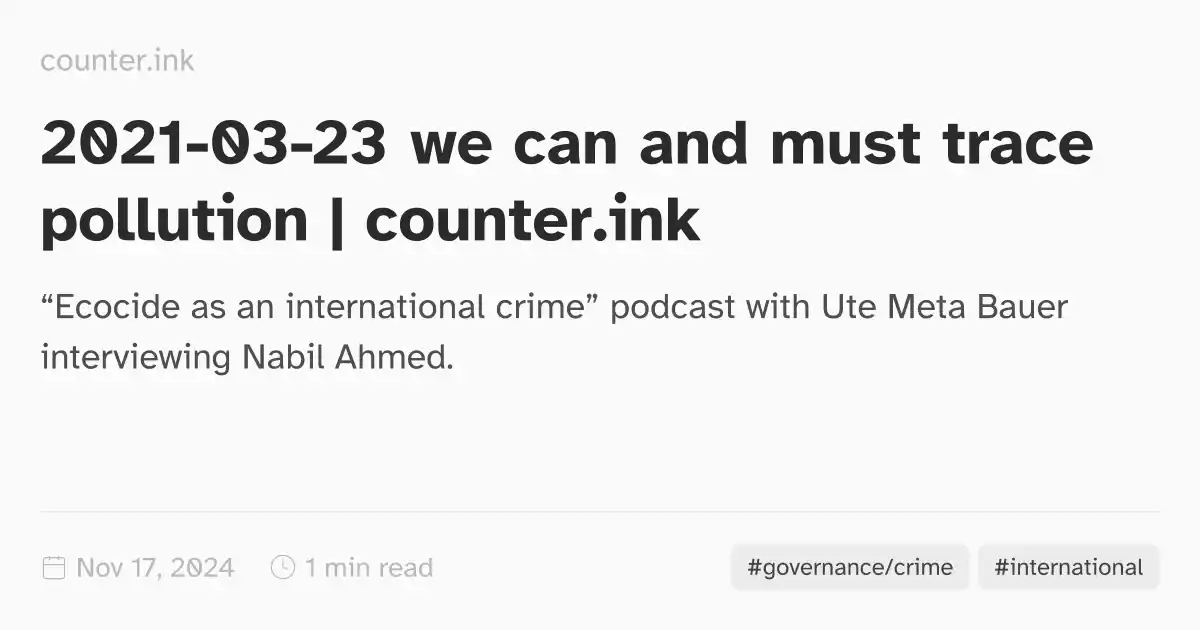 counter.ink
2021-03-23 we can and must trace
pollution | counter.ink
“Ecocide as an international crime” podcast with Ute Meta Bauer
interviewing Nabil Ahmed.
Nov 17, 2024 1 min read #governance/crime #international